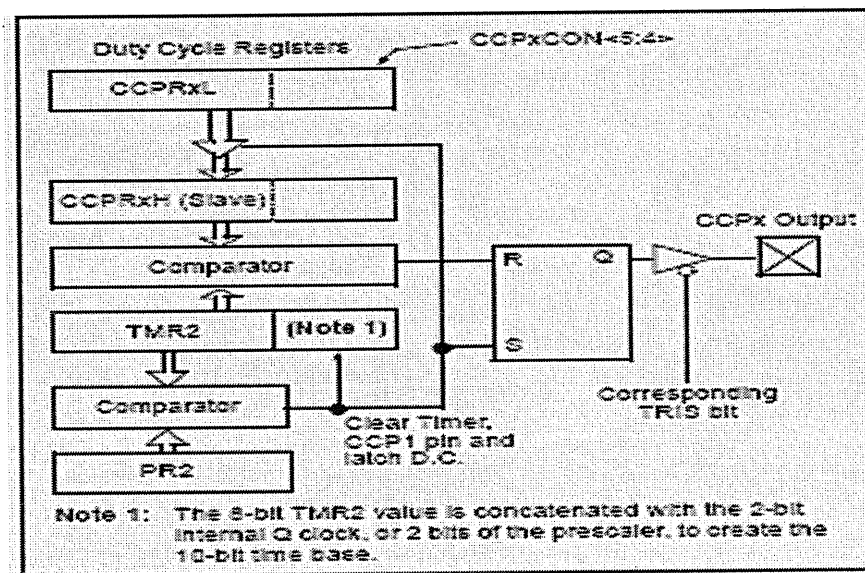 Duty Cycle Registers
CCPxCON<5:4>
CCPRxL
CCPRxH (Slave)
CCPx Output
Comparator
R Q
TMR2 (Note 1)
S
Comparator
Corresponding
TRIS bit
Clear Timer,
CCP1 pin and
latch D.C.
PR2
Note 1: The 8-bit TMR2 value is concatenated with the 2-bit
internal Q clock, or 2 bits of the prescaler, to create the
10-bit time base.